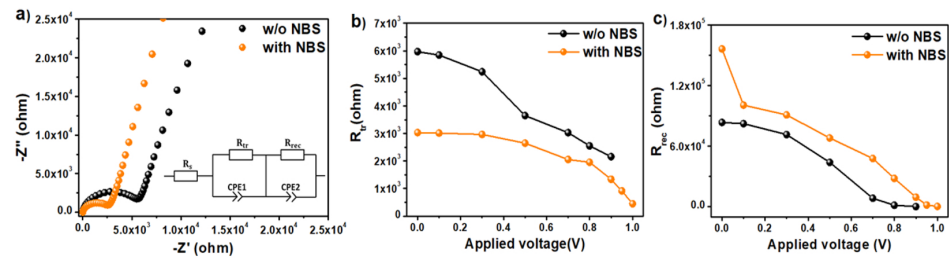 a)
2.5x10⁴
2.0x10⁴
1.5x10⁴
1.0x10⁴
5.0x10³
0.0
-Z'' (ohm)
w/o NBS
with NBS
Rs
Rtr
Rrec
CPE1
CPE2
0.0 5.0x10³ 1.0x10⁴ 1.5x10⁴ 2.0x10⁴ 2.5x10⁴
-Z' (ohm)
b)
7x10³
6x10³
5x10³
4x10³
3x10³
2x10³
1x10³
0
Rtr (ohm)
w/o NBS
with NBS
0.0 0.2 0.4 0.6 0.8 1.0
Applied voltage(V)
c)
1.8x10⁵
1.2x10⁵
6.0x10⁴
0.0
Rrec (ohm)
w/o NBS
with NBS
0.0 0.2 0.4 0.6 0.8 1.0
Applied voltage (V)